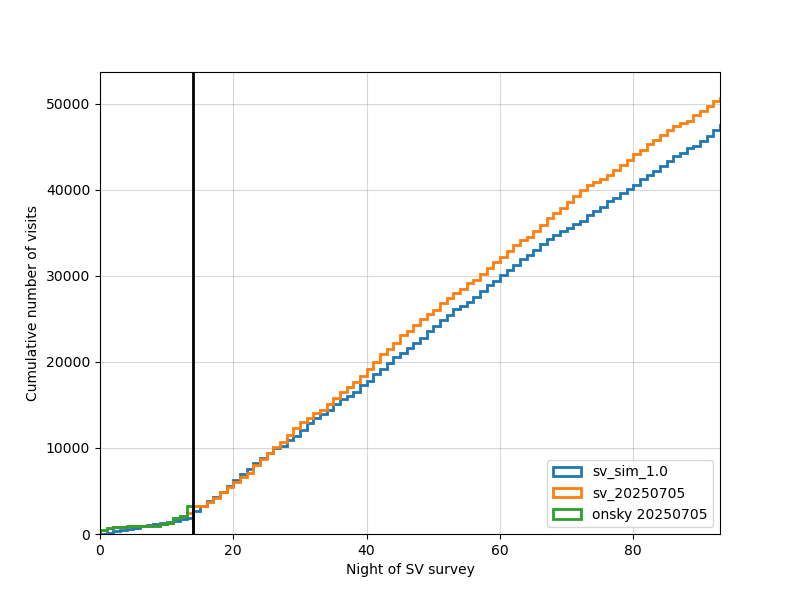 50000
40000
30000
20000
10000
0
Cumulative number of visits
0 20 40 60 80
Night of SV survey
sv_sim_1.0
sv_20250705
onsky 20250705